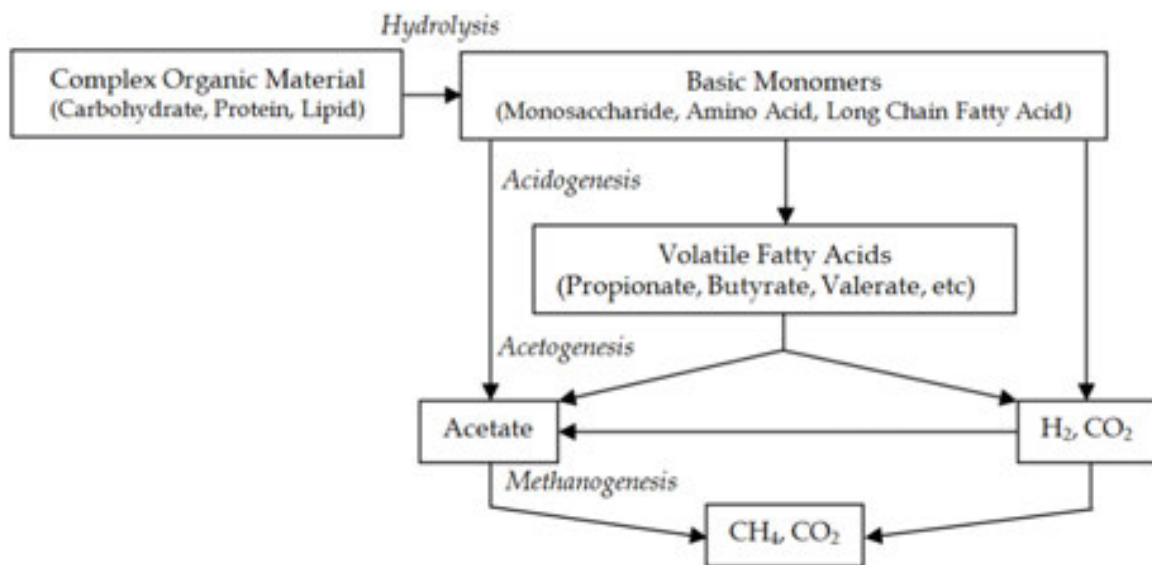 Hydrolysis
Complex Organic Material
(Carbohydrate, Protein, Lipid)
Basic Monomers
(Monosaccharide, Amino Acid, Long Chain Fatty Acid)
Acidogenesis
Volatile Fatty Acids
(Propionate, Butyrate, Valerate, etc)
Acetogenesis
Acetate
H₂, CO₂
Methanogenesis
CH₄, CO₂